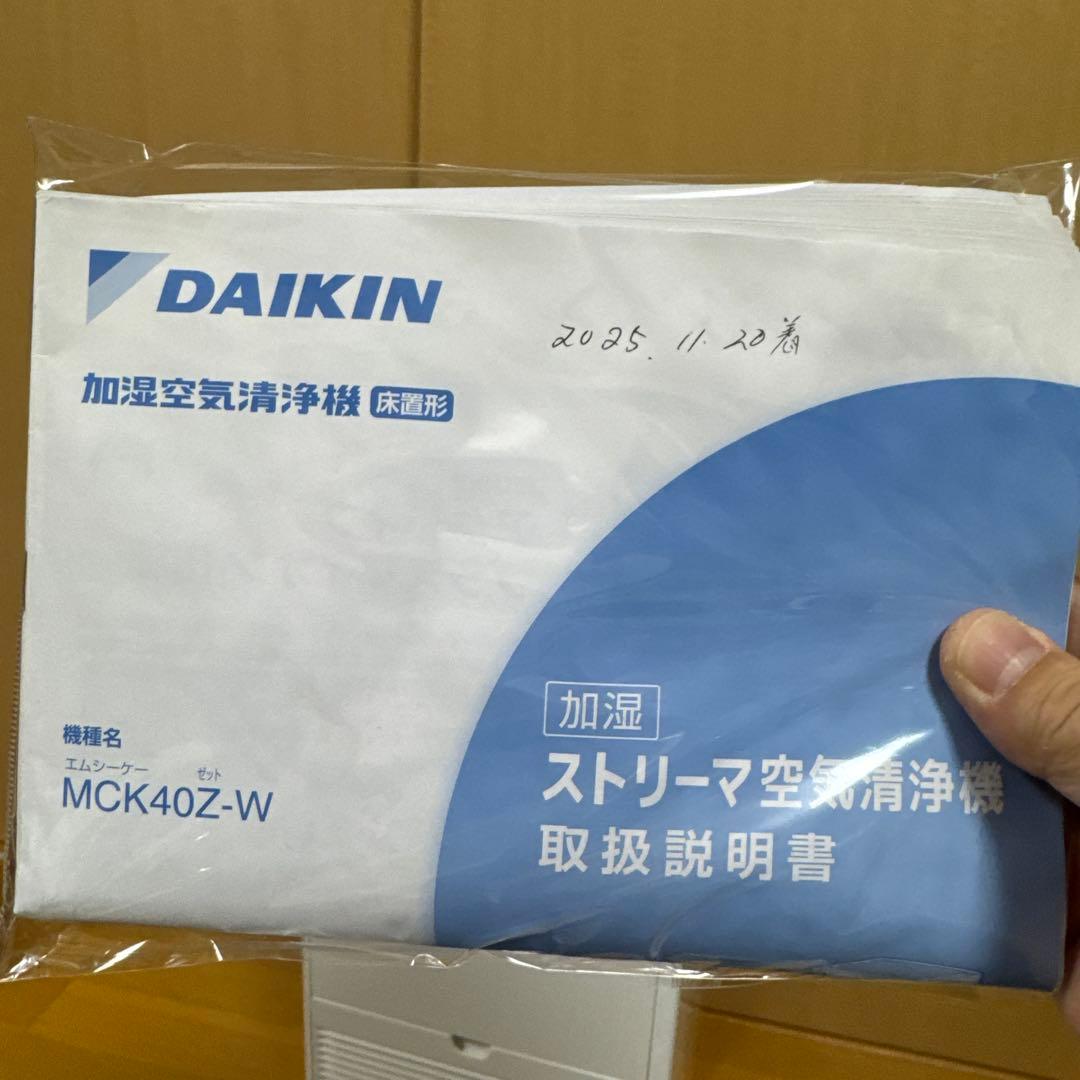 DAIKIN
2025.11.20着
加湿空気清浄機 床置形
加湿
ストリーマ空気清浄機
取扱説明書
機種名
エムシーケー ゼット
MCK40Z-W